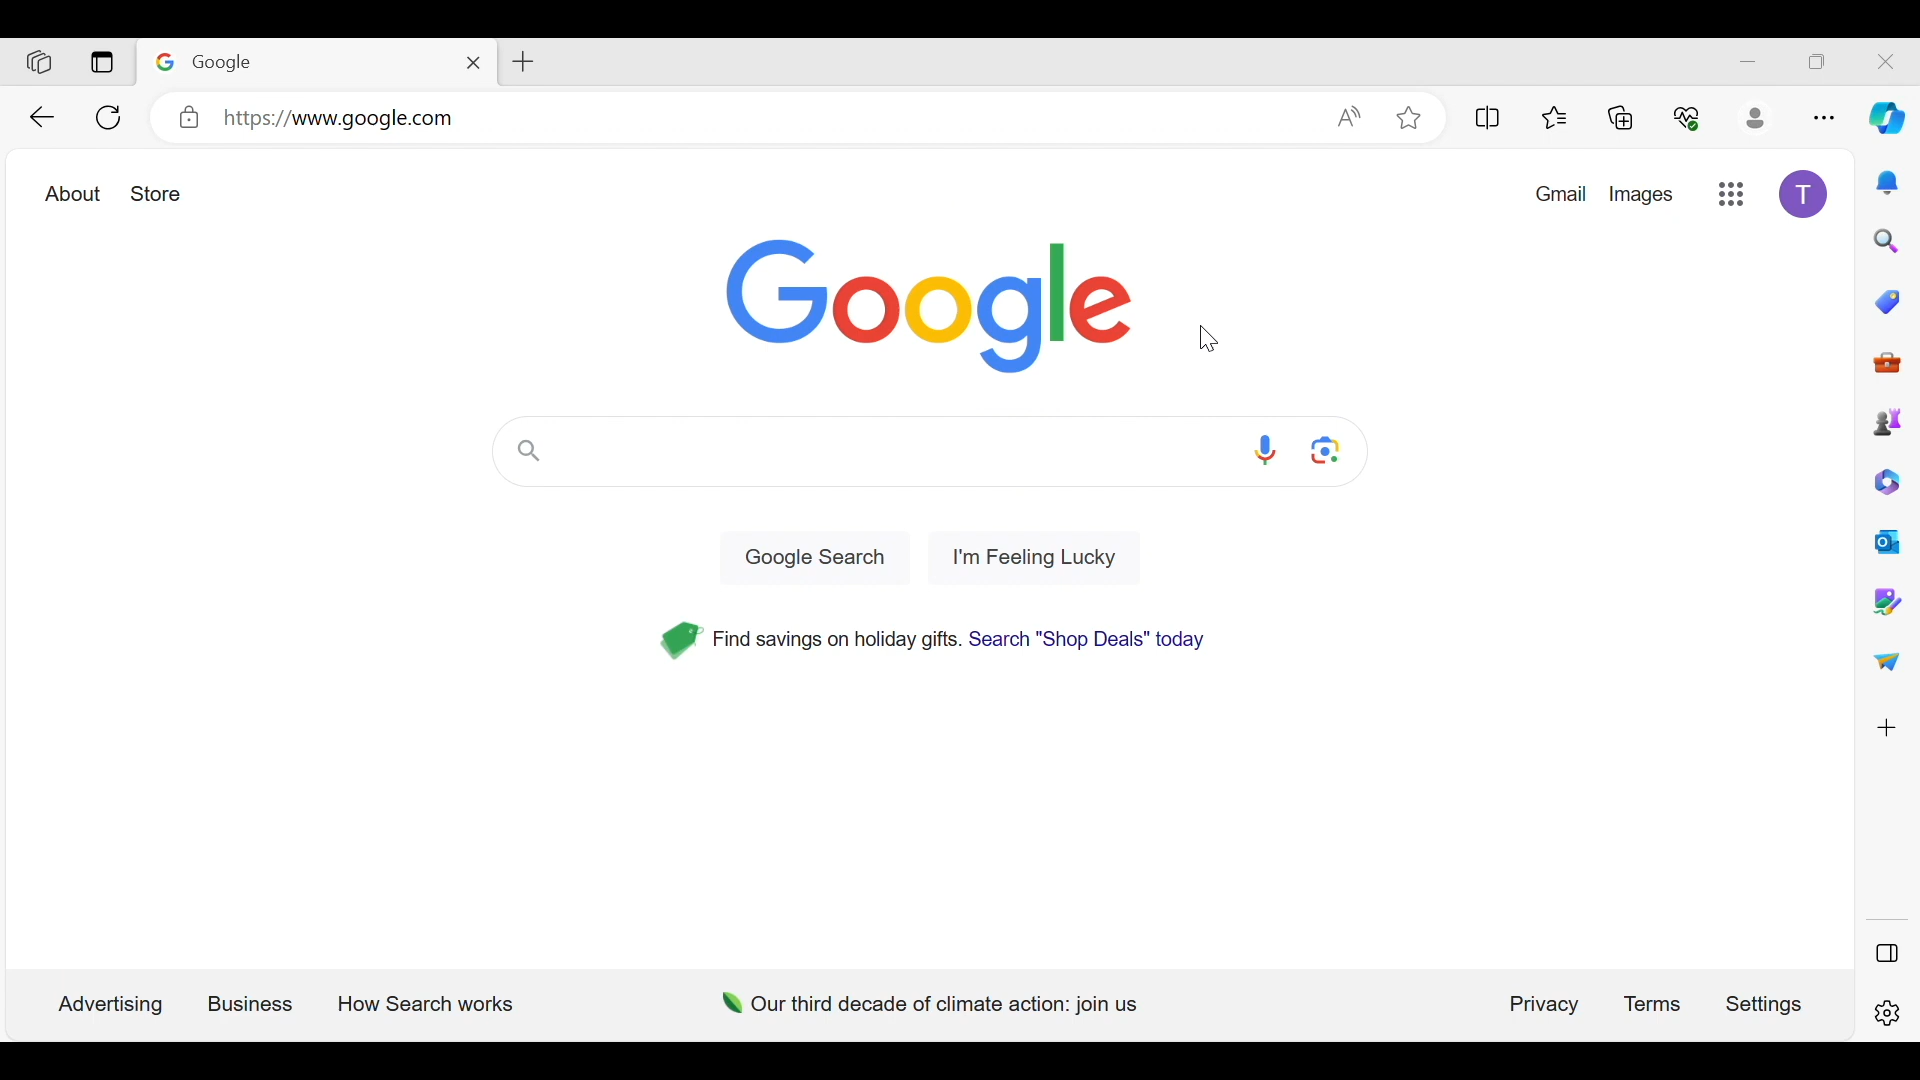 Google
https://www.google.com
About Store Gmail Images T
Google
Google Search I'm Feeling Lucky
Find savings on holiday gifts. Search "Shop Deals" today
Advertising Business How Search works Our third decade of climate action: join us Privacy Terms Settings